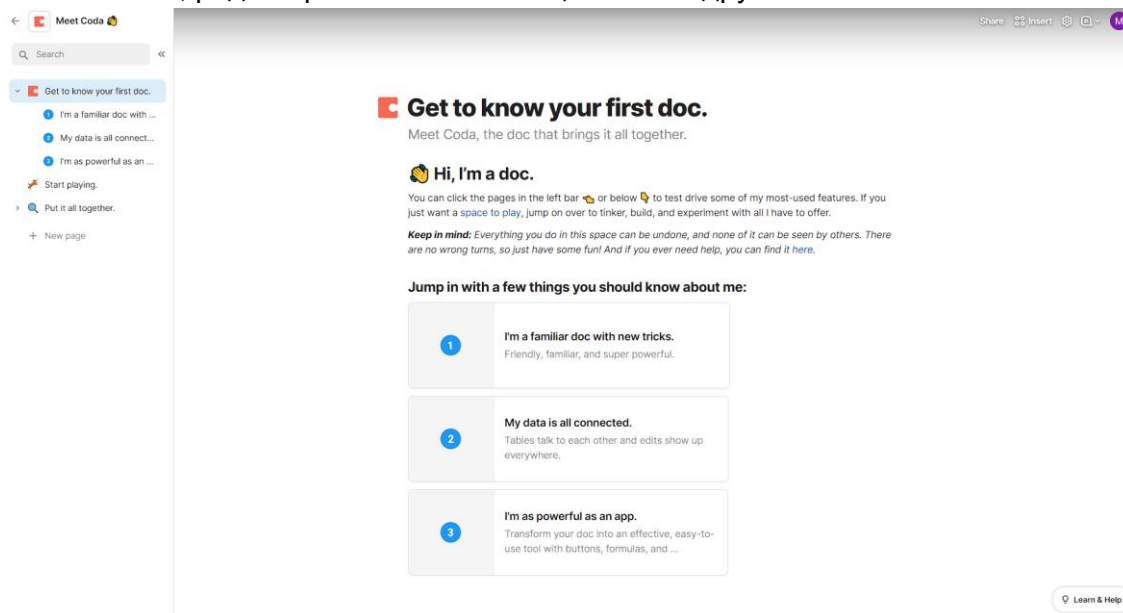 Meet Coda
Search
Get to know your first doc.
1 I'm a familiar doc with ...
2 My data is all connect...
3 I'm as powerful as an ...
Start playing.
Put it all together.
+ New page
Share Insert
M
Get to know your first doc.
Meet Coda, the doc that brings it all together.
Hi, I'm a doc.
You can click the pages in the left bar 👈 or below 👇 to test drive some of my most-used features. If you
just want a space to play, jump on over to tinker, build, and experiment with all I have to offer.
Keep in mind: Everything you do in this space can be undone, and none of it can be seen by others. There
are no wrong turns, so just have some fun! And if you ever need help, you can find it here.
Jump in with a few things you should know about me:
1
I'm a familiar doc with new tricks.
Friendly, familiar, and super powerful.
2
My data is all connected.
Tables talk to each other and edits show up
everywhere.
3
I'm as powerful as an app.
Transform your doc into an effective, easy-to-
use tool with buttons, formulas, and ...
Learn & Help